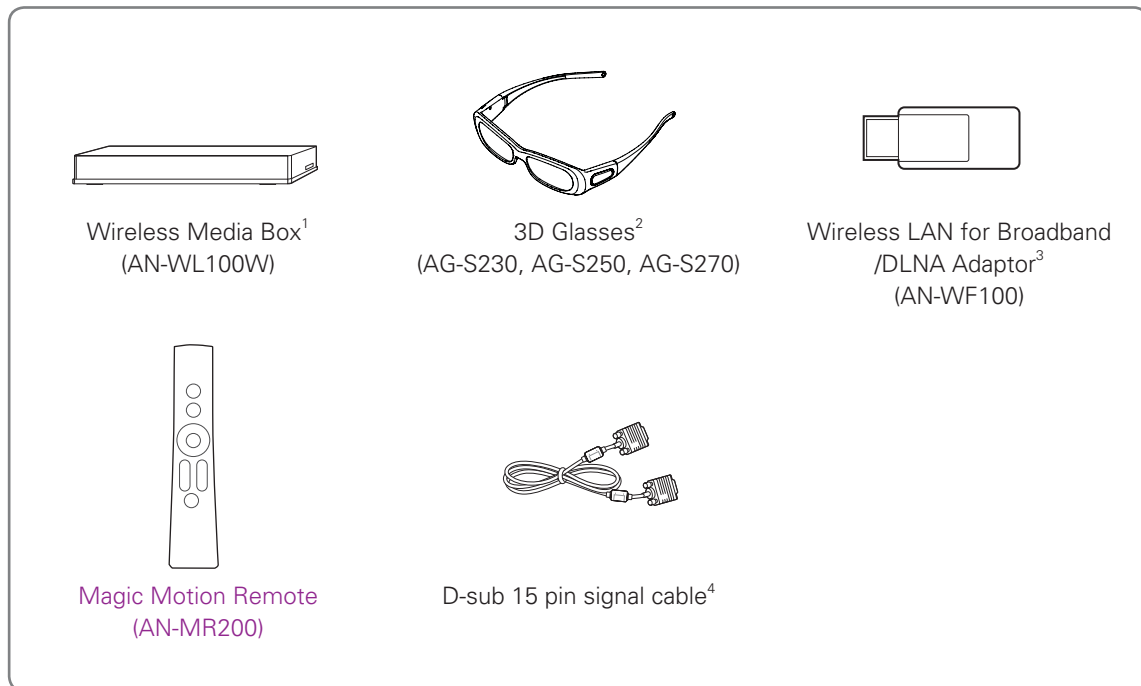 Wireless Media Box¹
(AN-WL100W)
3D Glasses²
(AG-S230, AG-S250, AG-S270)
Wireless LAN for Broadband
/DLNA Adaptor³
(AN-WF100)
Magic Motion Remote
(AN-MR200)
D-sub 15 pin signal cable⁴